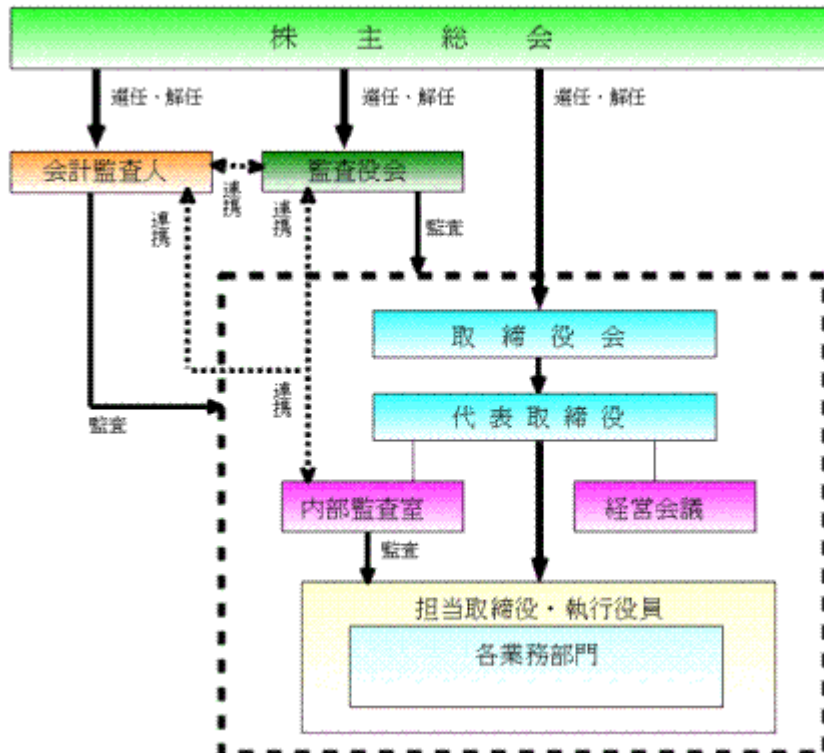 株主総会
選任、解任
選任、解任
選任・解任
会計監査人
監査役会
連携
連携
連携
監査
取締役会
連携
代表取締役
監査
内部監査室
経営会議
監査
担当取締役・執行役員
各業務部門